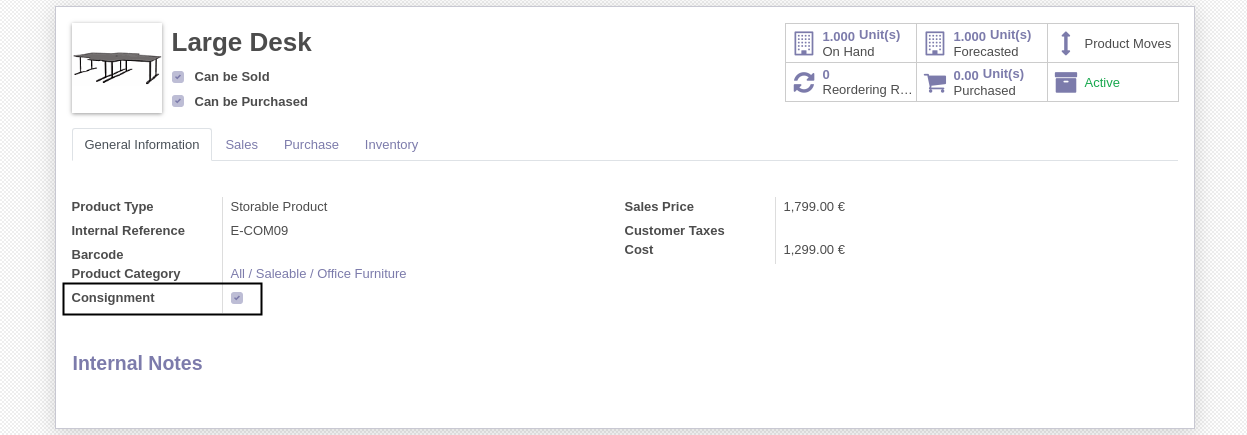 Large Desk
Can be Sold
Can be Purchased
1.000 Unit(s)
On Hand
1.000 Unit(s)
Forecasted
Product Moves
0
Reordering R...
0.00 Unit(s)
Purchased
Active
General Information Sales Purchase Inventory
Product Type Storable Product
Internal Reference E-COM09
Barcode
Product Category All / Saleable / Office Furniture
Consignment
Sales Price 1,799.00 €
Customer Taxes
Cost 1,299.00 €
Internal Notes